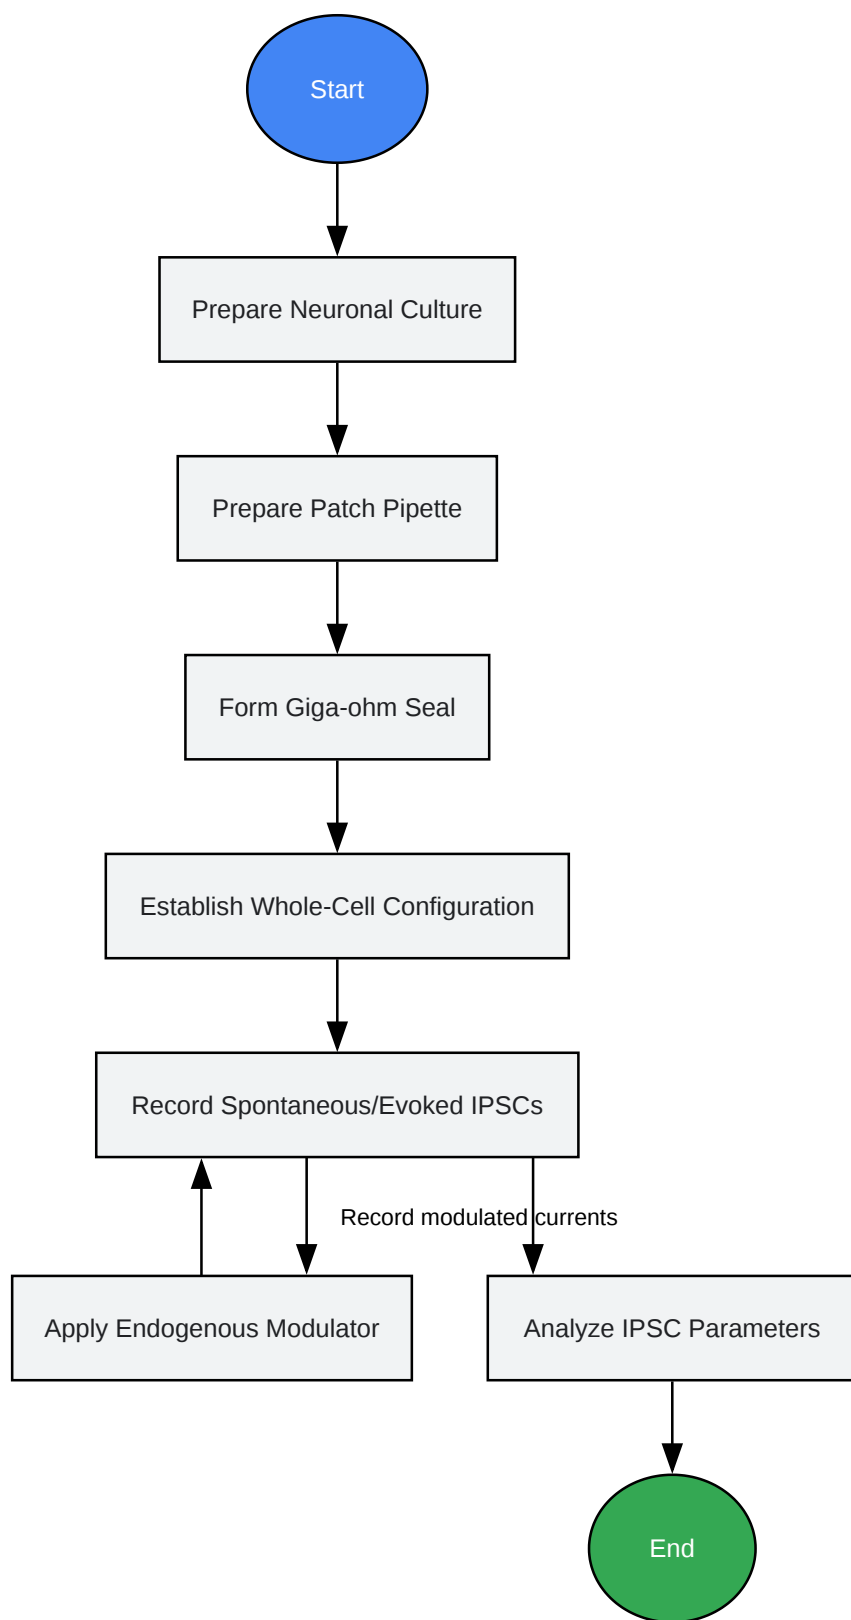 Start
Prepare Neuronal Culture
Prepare Patch Pipette
Form Giga-ohm Seal
Establish Whole-Cell Configuration
Record Spontaneous/Evoked IPSCs
Record modulated currents
Apply Endogenous Modulator
Analyze IPSC Parameters
End